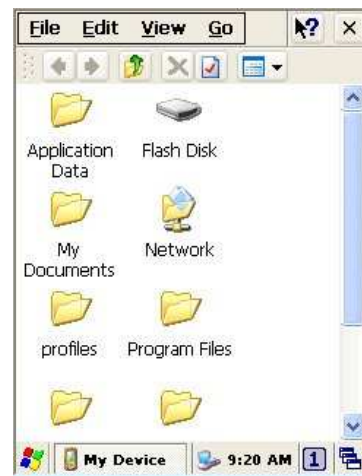 File Edit View Go
?
Application Data
Flash Disk
My Documents
Network
profiles
Program Files
My Device
9:20 AM
1